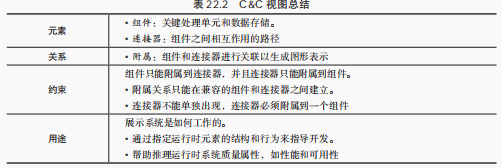 表 22.2 C&C 视图总结
元素
• 组件：关键处理单元和数据存储。
• 连接器：组件之间相互作用的路径
关系
• 附属：组件和连接器进行关联以生成图形表示
约束
组件只能附属到连接器，并且连接器只能附属到组件。
• 附属关系只能在兼容的组件和连接器之间建立。
• 连接器不能单独出现，连接器必须附属到一个组件
用途
展示系统是如何工作的。
• 通过指定运行时元素的结构和行为来指导开发。
• 帮助推理运行时系统质量属性，如性能和可用性